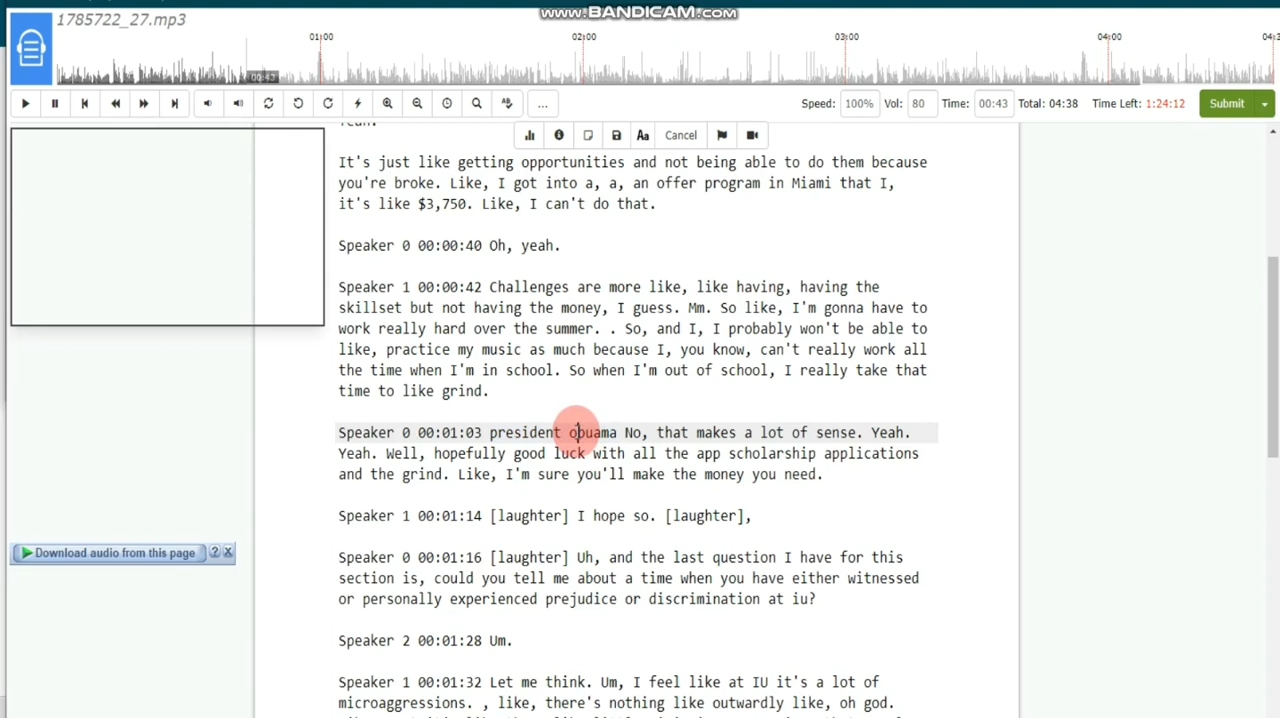 www.BANDICAM.com
1785722_27.mp3
01:00 02:00 03:00 04:00
00:43
... Speed: 100% Vol: 80 Time: 00:43 Total: 04:38 Time Left: 1:24:12 Submit
Aa Cancel
It's just like getting opportunities and not being able to do them because
you're broke. Like, I got into a, a, an offer program in Miami that I,
it's like $3,750. Like, I can't do that.
Speaker 0 00:00:40 Oh, yeah.
Speaker 1 00:00:42 Challenges are more like, like having, having the
skillset but not having the money, I guess. Mm. So like, I'm gonna have to
work really hard over the summer. . So, and I, I probably won't be able to
like, practice my music as much because I, you know, can't really work all
the time when I'm in school. So when I'm out of school, I really take that
time to like grind.
Speaker 0 00:01:03 president obuama No, that makes a lot of sense. Yeah.
Yeah. Well, hopefully good luck with all the app scholarship applications
and the grind. Like, I'm sure you'll make the money you need.
Speaker 1 00:01:14 [laughter] I hope so. [laughter],
Download audio from this page ? X
Speaker 0 00:01:16 [laughter] Uh, and the last question I have for this
section is, could you tell me about a time when you have either witnessed
or personally experienced prejudice or discrimination at iu?
Speaker 2 00:01:28 Um.
Speaker 1 00:01:32 Let me think. Um, I feel like at IU it's a lot of
microaggressions. , like, there's nothing like outwardly like, oh god.